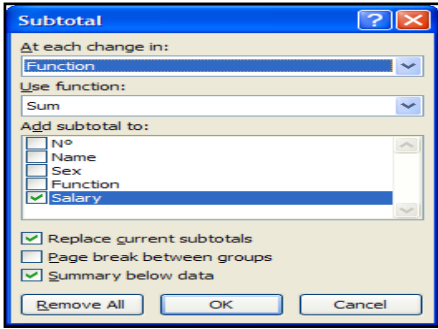 Subtotal
At each change in:
Function
Use function:
Sum
Add subtotal to:
Nº
Name
Sex
Function
Salary
Replace current subtotals
Page break between groups
Summary below data
Remove All OK Cancel